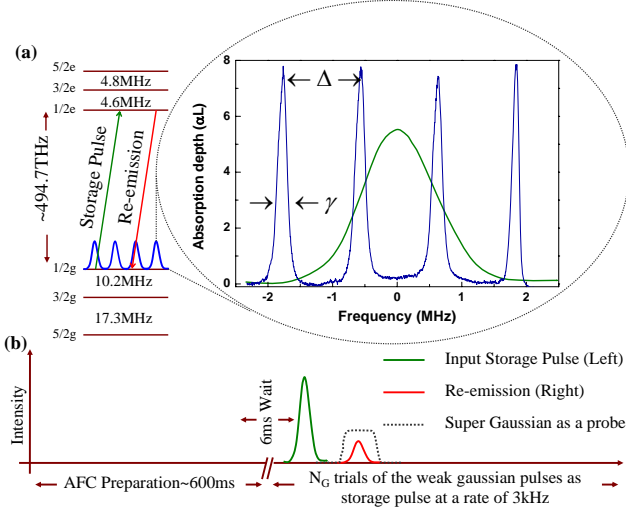 (a)
5/2e
4.8MHz
3/2e
4.6MHz
1/2e
~494.7THz
Storage Pulse
Re-emission
1/2g
10.2MHz
3/2g
17.3MHz
5/2g
Absorption depth (αL)
8
6
4
2
0
Δ
γ
-2 -1 0 1 2
Frequency (MHz)
(b)
Intensity
6ms Wait
Input Storage Pulse (Left)
Re-emission (Right)
Super Gaussian as a probe
AFC Preparation~600ms
N_G trials of the weak gaussian pulses as
storage pulse at a rate of 3kHz